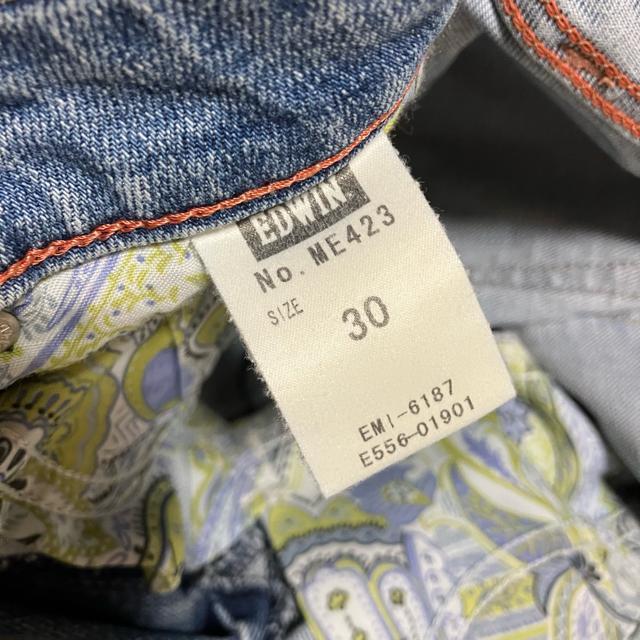 EDWIN
No. ME423
SIZE
30
EMI-6187
E556-01901